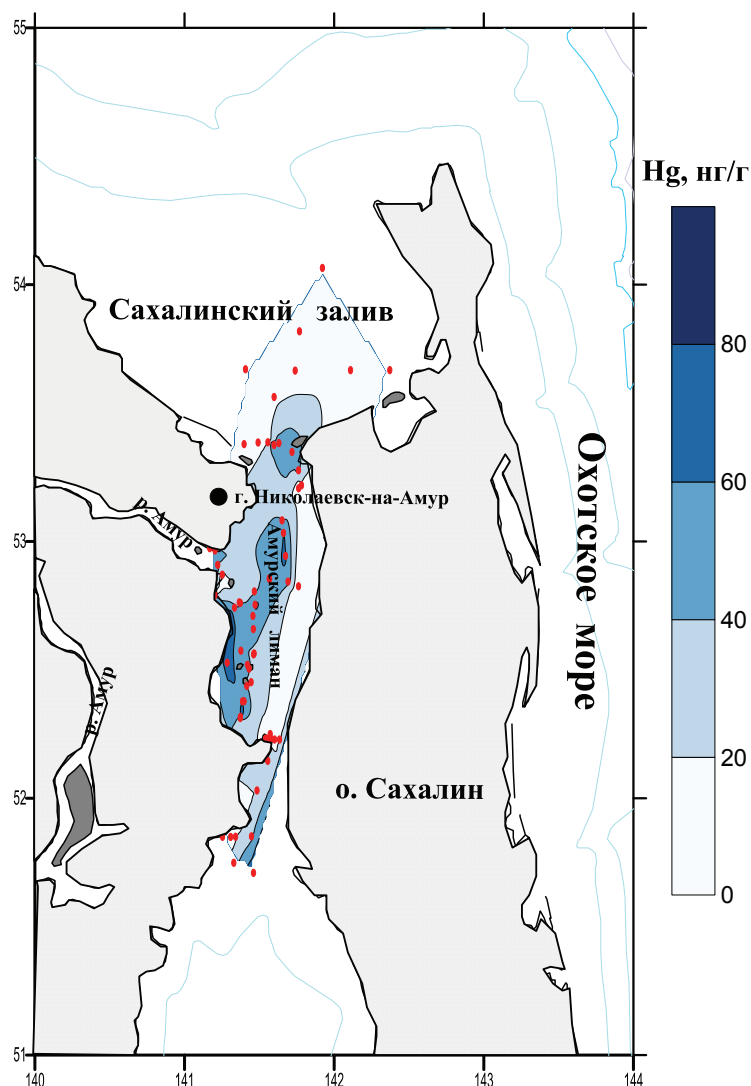 55
Hg, нг/г
54
Сахалинский залив
80
60
г. Николаевск-на-Амур
р. Амур
53
Амурский лиман
Охотское море
40
р. Амур
20
52
о. Сахалин
0
51
140
141
142
143
144